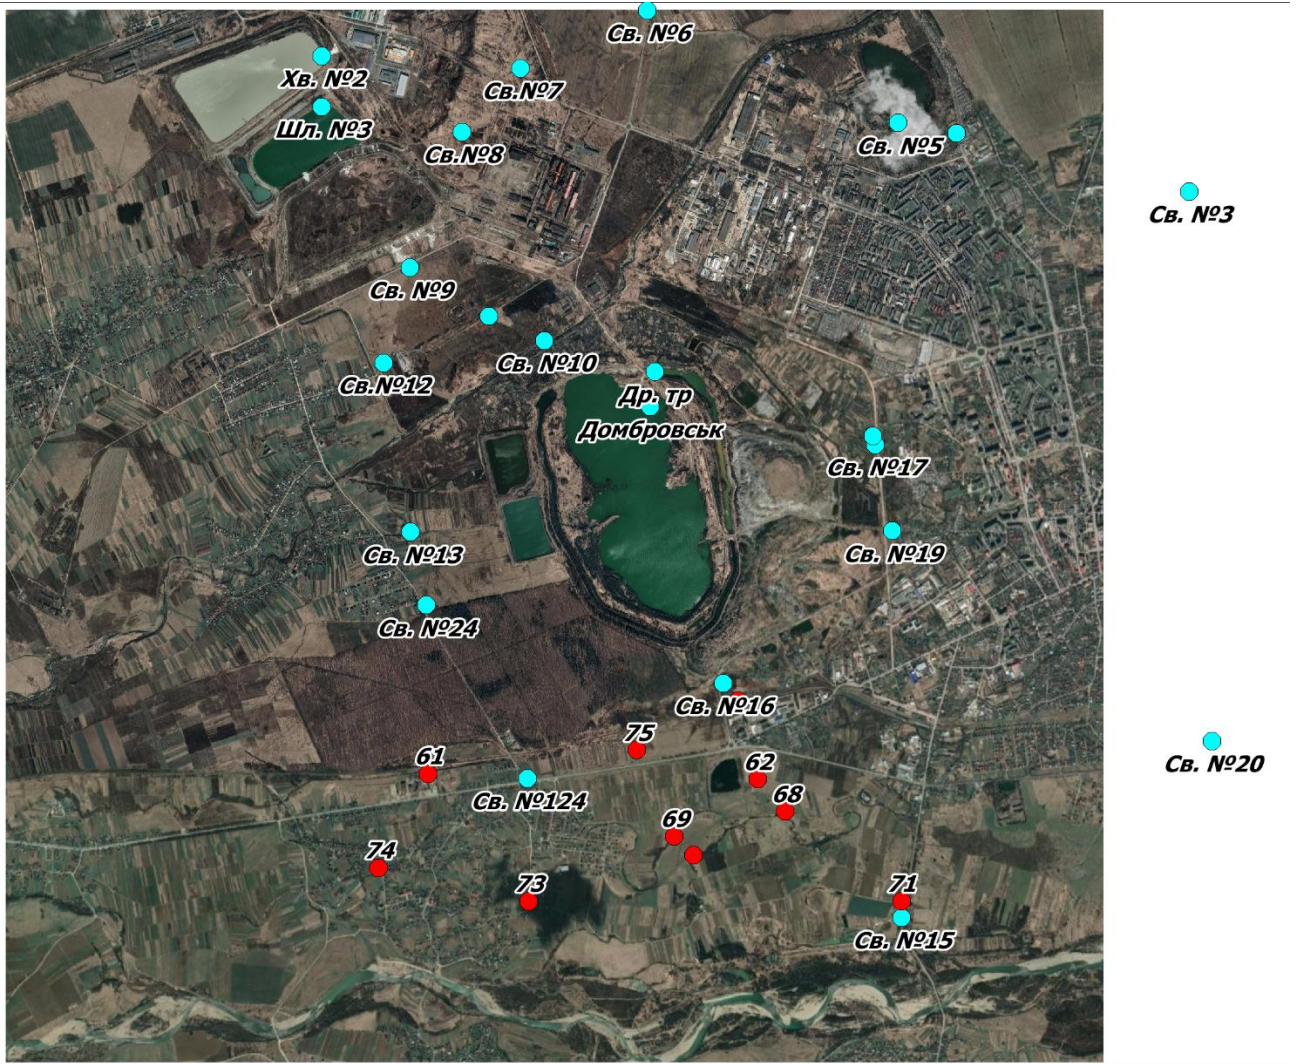 Св. №6
Хв. №2
Св.№7
Шл. №3
Св.№8
Св. №5
Св. №3
Св. №9
Св. №10
Св.№12
Др. тр
Домбровськ
Св. №17
Св. №13
Св. №19
Св. №24
Св. №16
75
61
62
Св. №20
Св. №124
68
69
74
73
71
Св. №15